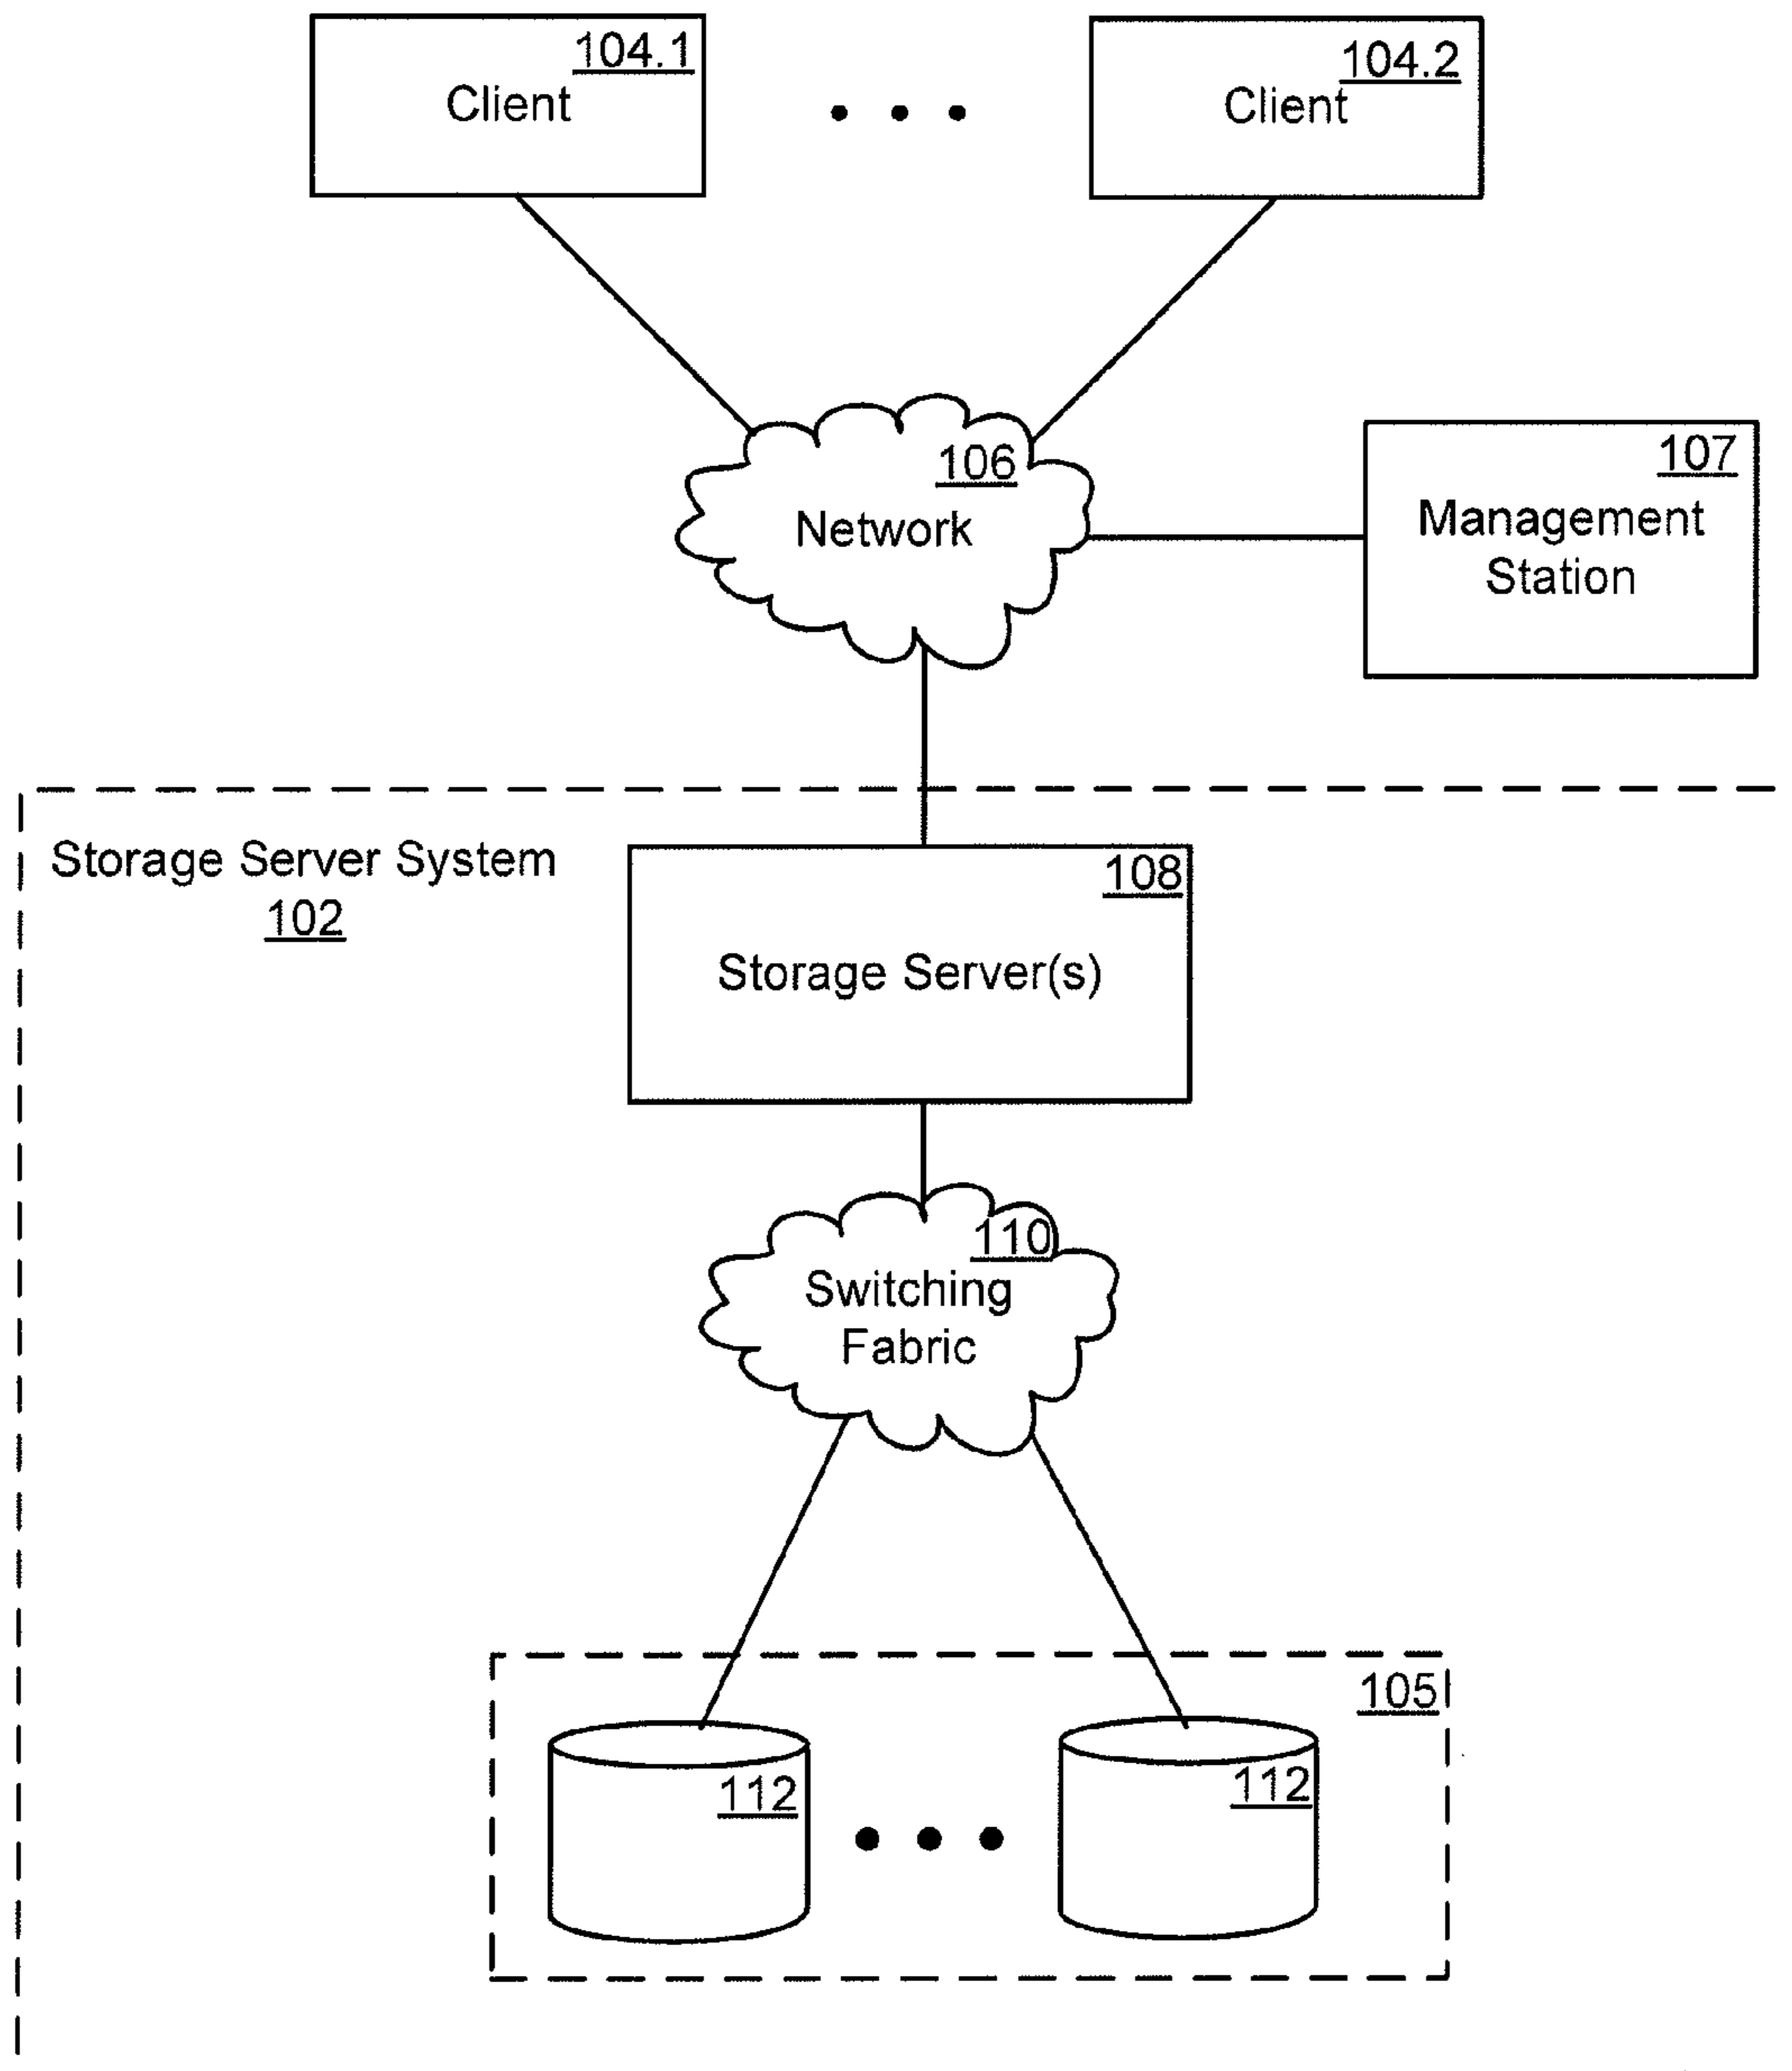 104.1
Client
104.2
Client
106
Network
107
Management
Station
Storage Server System
102
108
Storage Server(s)
110
Switching
Fabric
105
112
112